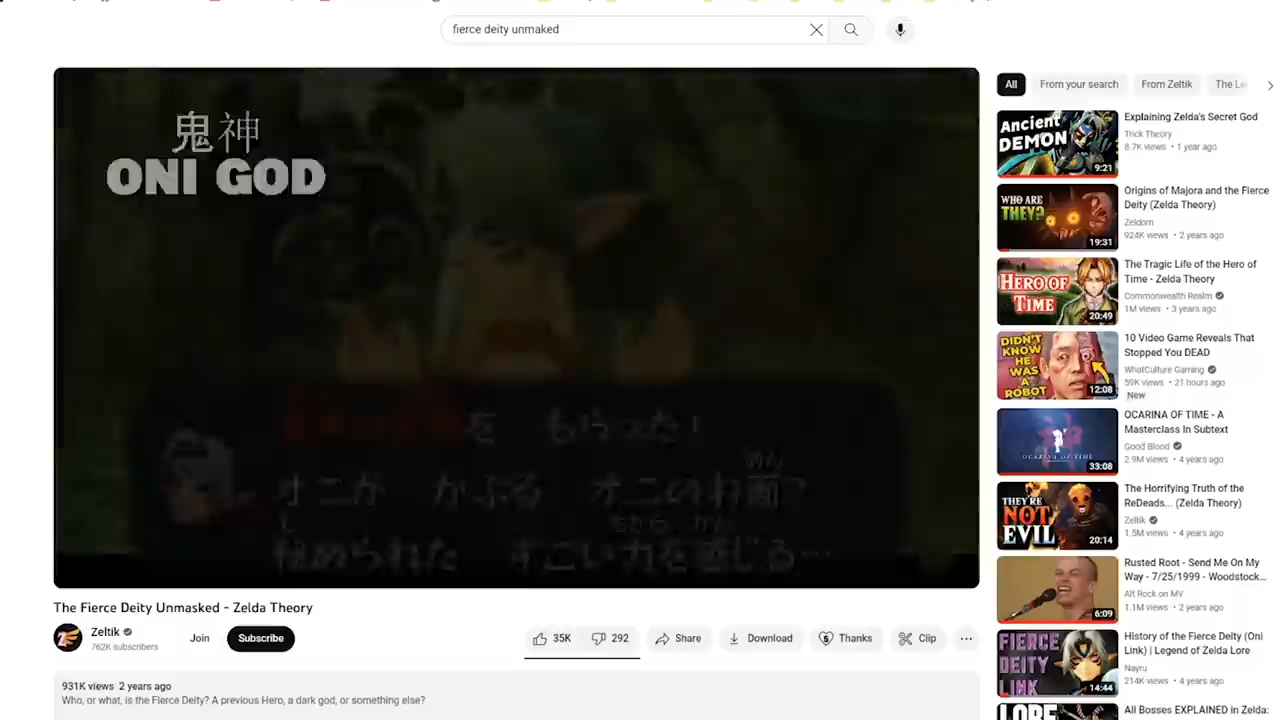 fierce deity unmaked
鬼神
ONI GOD
を もらった!
オニが かぶる オニのお面?
すごい力を感じる…
The Fierce Deity Unmasked - Zelda Theory
Zeltik
762K subscribers
Join
Subscribe
35K
292
Share
Download
Thanks
Clip
931K views 2 years ago
Who, or what, is the Fierce Deity? A previous Hero, a dark god, or something else?
All
From your search
From Zeltik
The Le
Ancient
DEMON
9:21
Explaining Zelda's Secret God
Trick Theory
8.7K views • 1 year ago
WHO ARE
THEY?
19:31
Origins of Majora and the Fierce
Deity (Zelda Theory)
Zeldom
924K views • 2 years ago
HERO OF
TIME
20:49
The Tragic Life of the Hero of
Time - Zelda Theory
Commonwealth Realm
1M views • 3 years ago
DIDN'T
KNOW
HE
WAS
A
ROBOT
12:08
10 Video Game Reveals That
Stopped You DEAD
WhatCulture Gaming
59K views • 21 hours ago
New
OCARINA OF TIME
33:08
OCARINA OF TIME - A
Masterclass In Subtext
Good Blood
2.9M views • 4 years ago
THEY'RE
NOT
EVIL
20:14
The Horrifying Truth of the
ReDeads... (Zelda Theory)
Zeltik
1.5M views • 4 years ago
6:09
Rusted Root - Send Me On My
Way - 7/25/1999 - Woodstock...
Alt Rock on MV
1.1M views • 2 years ago
FIERCE
DEITY
LINK
14:44
History of the Fierce Deity (Oni
Link) | Legend of Zelda Lore
Nayru
214K views • 4 years ago
LORE
All Bosses EXPLAINED in Zelda: